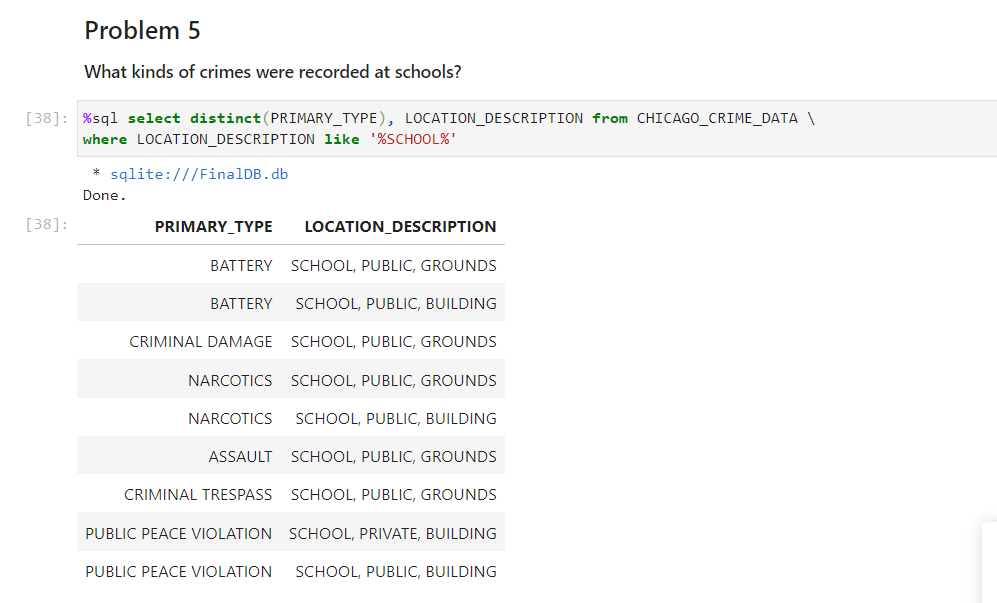 Problem 5
What kinds of crimes were recorded at schools?
[38]: %sql select distinct(PRIMARY_TYPE), LOCATION_DESCRIPTION from CHICAGO_CRIME_DATA \
where LOCATION_DESCRIPTION like '%SCHOOL%'
* sqlite:///FinalDB.db
Done.
[38]: PRIMARY_TYPE LOCATION_DESCRIPTION
BATTERY SCHOOL, PUBLIC, GROUNDS
BATTERY SCHOOL, PUBLIC, BUILDING
CRIMINAL DAMAGE SCHOOL, PUBLIC, GROUNDS
NARCOTICS SCHOOL, PUBLIC, GROUNDS
NARCOTICS SCHOOL, PUBLIC, BUILDING
ASSAULT SCHOOL, PUBLIC, GROUNDS
CRIMINAL TRESPASS SCHOOL, PUBLIC, GROUNDS
PUBLIC PEACE VIOLATION SCHOOL, PRIVATE, BUILDING
PUBLIC PEACE VIOLATION SCHOOL, PUBLIC, BUILDING